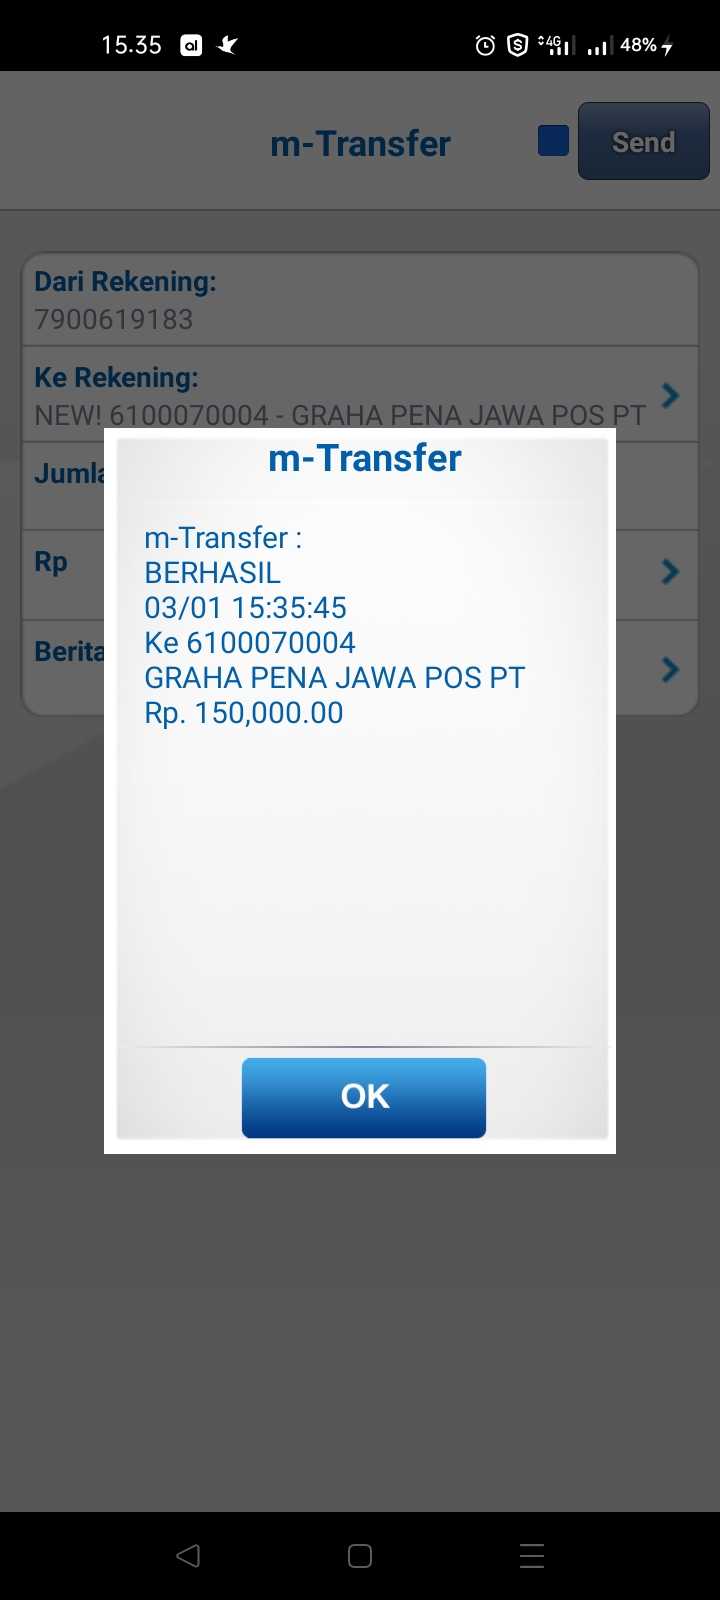 15.35
4G
48%
m-Transfer
Send
Dari Rekening:
7900619183
Ke Rekening:
NEW! 6100070004 - GRAHA PENA JAWA POS PT
Jumla
Rp
Berita
m-Transfer
m-Transfer :
BERHASIL
03/01 15:35:45
Ke 6100070004
GRAHA PENA JAWA POS PT
Rp. 150,000.00
OK